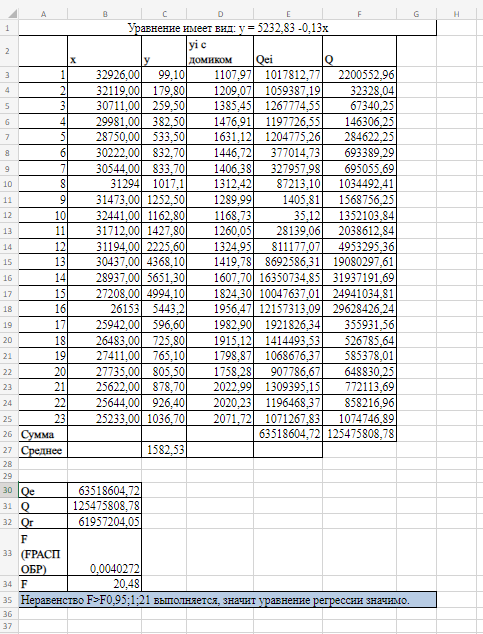 A B C D E F G H I
1 Уравнение имеет вид: y = 5232,83 -0,13x
2 x y yi с домиком Qei Q
3 1 32926,00 99,10 1107,97 1017812,77 2200552,96
4 2 32119,00 179,80 1209,07 1059387,19 32328,04
5 3 30711,00 259,50 1385,45 1267774,55 67340,25
6 4 29981,00 382,50 1476,91 1197726,55 146306,25
7 5 28750,00 533,50 1631,12 1204775,26 284622,25
8 6 30222,00 832,70 1446,72 377014,73 693389,29
9 7 30544,00 833,70 1406,38 327957,98 695055,69
10 8 31294 1017,1 1312,42 87213,10 1034492,41
11 9 31473,00 1252,50 1289,99 1405,81 1568756,25
12 10 32441,00 1162,80 1168,73 35,12 1352103,84
13 11 31712,00 1427,80 1260,05 28139,06 2038612,84
14 12 31194,00 2225,60 1324,95 811177,07 4953295,36
15 13 30437,00 4368,10 1419,78 8692586,31 19080297,61
16 14 28937,00 5651,30 1607,70 16350734,85 31937191,69
17 15 27208,00 4994,10 1824,30 10047637,01 24941034,81
18 16 26153 5443,2 1956,47 12157313,09 29628426,24
19 17 25942,00 596,60 1982,90 1921826,34 355931,56
20 18 26483,00 725,80 1915,12 1414493,53 526785,64
21 19 27411,00 765,10 1798,87 1068676,37 585378,01
22 20 27735,00 805,50 1758,28 907786,67 648830,25
23 21 25622,00 878,70 2022,99 1309395,15 772113,69
24 22 25644,00 926,40 2020,23 1196468,37 858216,96
25 23 25233,00 1036,70 2071,72 1071267,83 1074746,89
26 Сумма 63518604,72 125475808,78
27 Среднее 1582,53
28
29
30 Qe 63518604,72
31 Q 125475808,78
32 Qr 61957204,05
33 F (FРАСП ОБР) 0,0040272
34 F 20,48
35 Неравенство F>F0,95;1;21 выполняется, значит уравнение регрессии значимо.
36
37